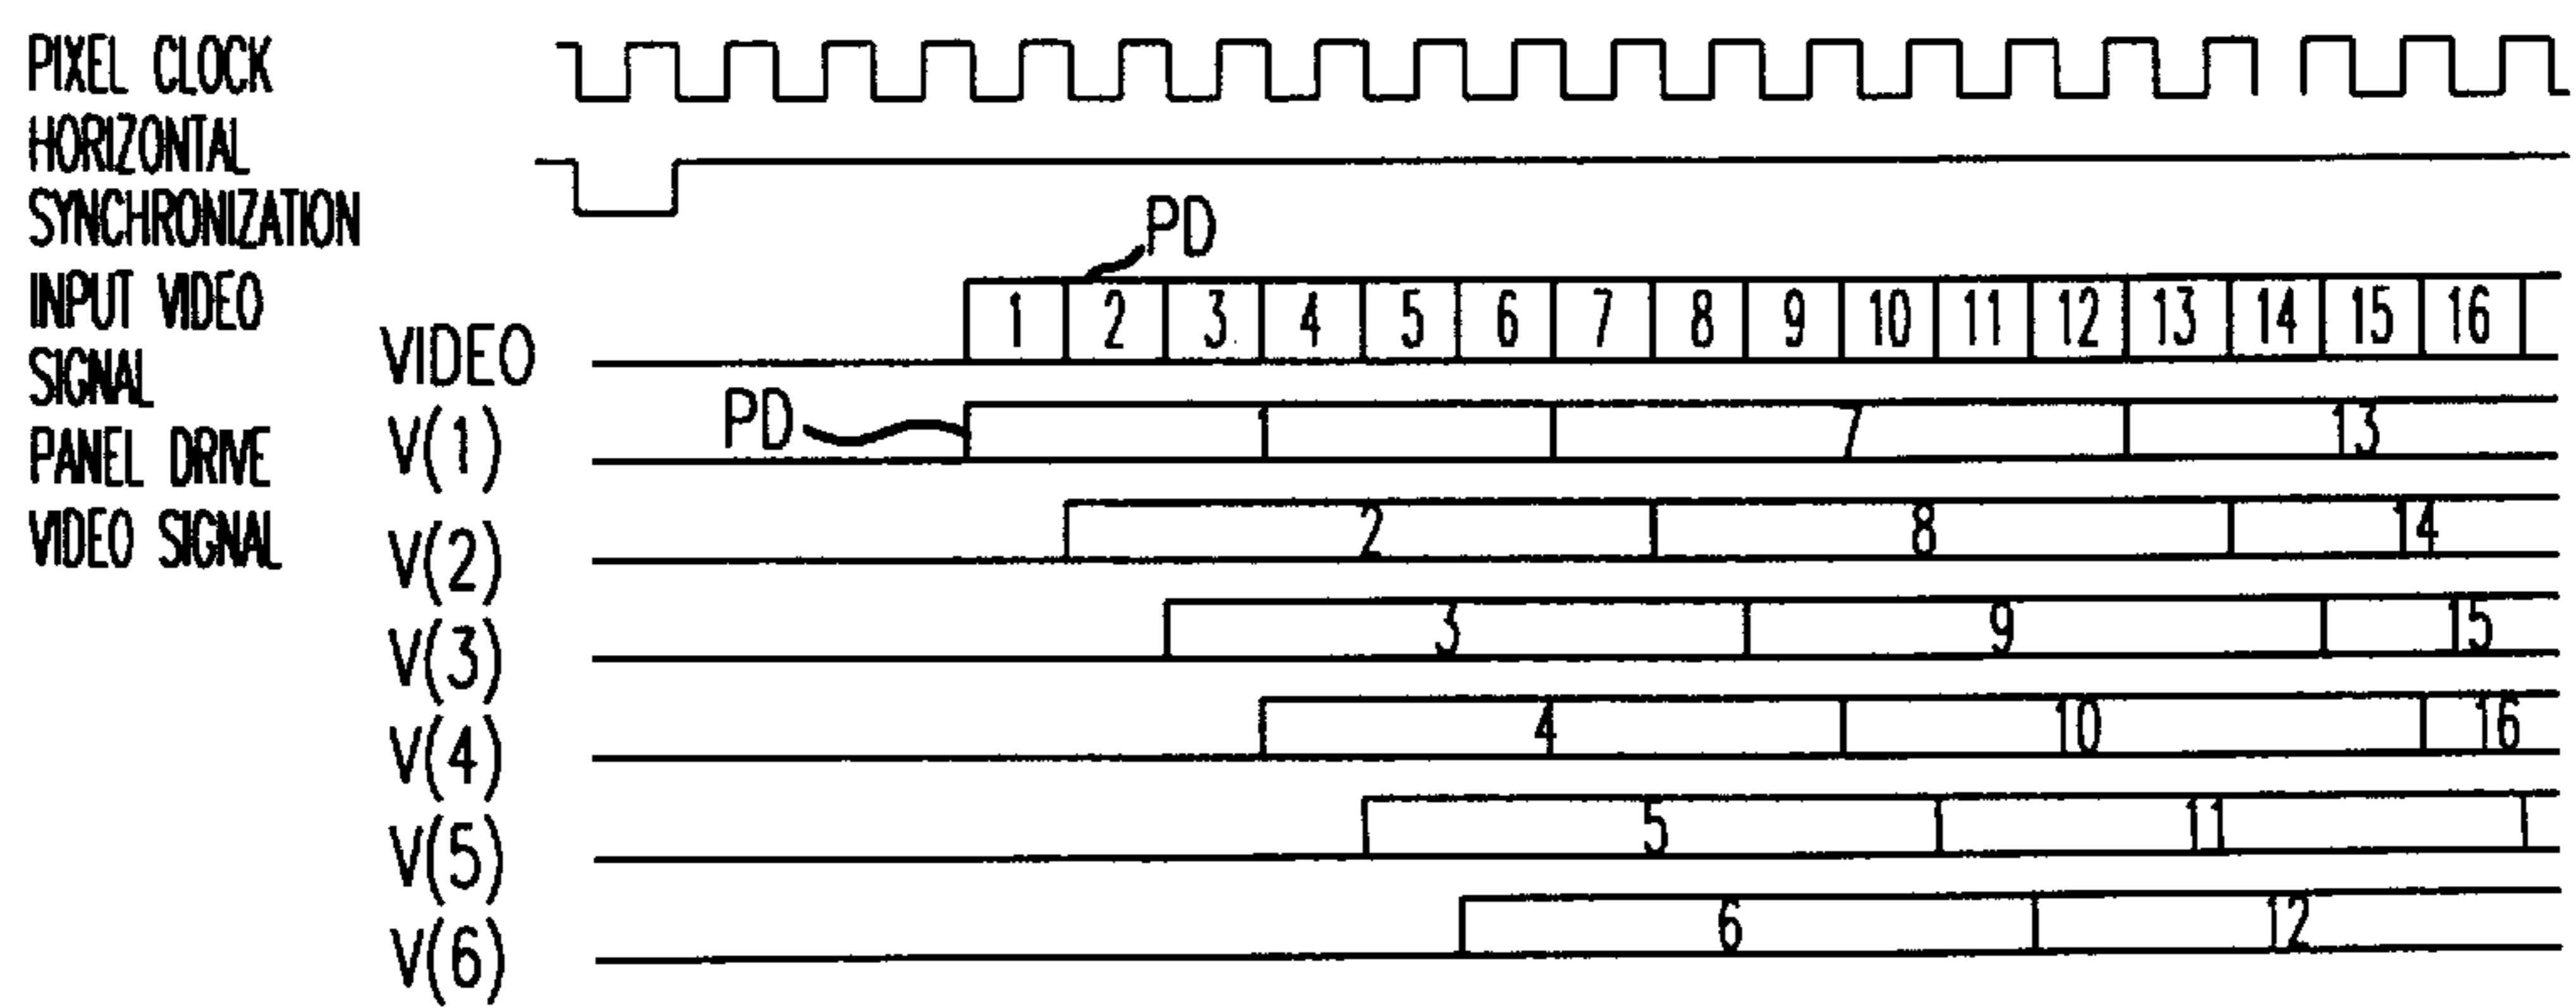 PIXEL CLOCK
HORIZONTAL
SYNCHRONIZATION
PD
INPUT VIDEO
SIGNAL
VIDEO
1 2 3 4 5 6 7 8 9 10 11 12 13 14 15 16
PANEL DRIVE
VIDEO SIGNAL
V(1) PD 1 7 13
V(2) 2 8 14
V(3) 3 9 15
V(4) 4 10 16
V(5) 5 11
V(6) 6 12